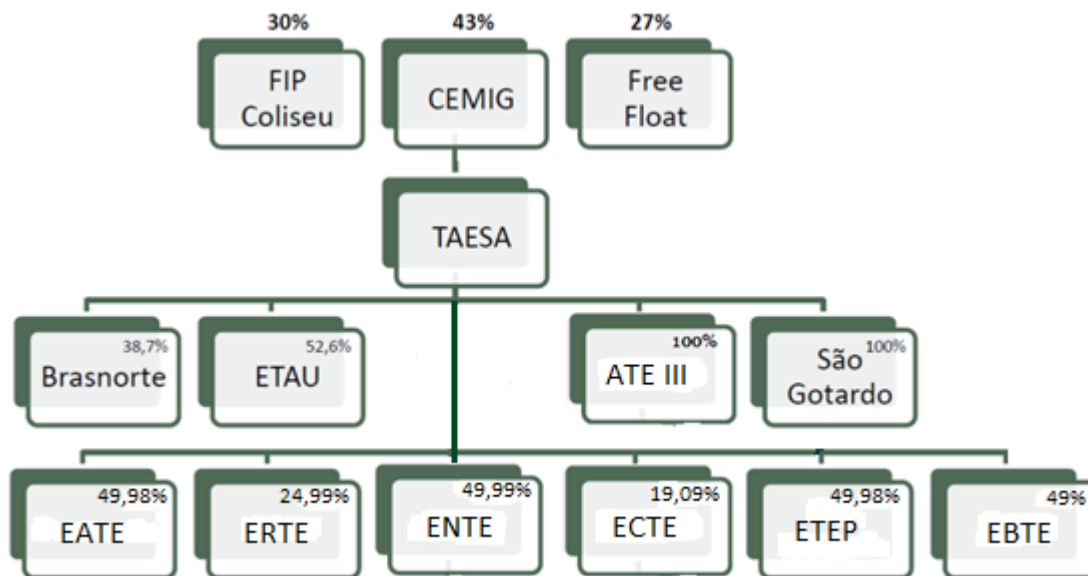 30%
43%
27%
FIP
Coliseu
CEMIG
Free
Float
TAESA
38,7%
Brasnorte
52,6%
ETAU
100%
ATE III
100%
São
Gotardo
49,98%
EATE
24,99%
ERTE
49,99%
ENTE
19,09%
ECTE
49,98%
ETEP
49%
EBTE